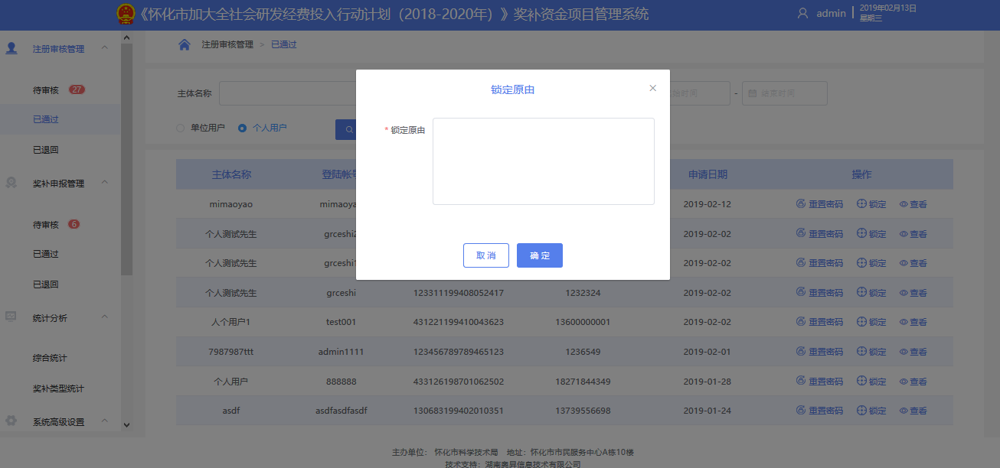 《怀化市加大全社会研发经费投入行动计划（2018-2020年）》奖补资金项目管理系统
admin
2019年02月13日
星期三
注册审核管理
待审核 27
已通过
已退回
奖补申报管理
待审核 6
已通过
已退回
统计分析
综合统计
奖补类型统计
系统高级设置
注册审核管理 > 已通过
主体名称
始时间 - 结束时间
单位用户 个人用户
锁定原由
* 锁定原由
取 消 确 定
主体名称 登陆帐号 申请日期 操作
mimaoyao mimaoya 2019-02-12 重置密码 锁定 查看
个人测试先生 grceshi2 2019-02-02 重置密码 锁定 查看
个人测试先生 grceshi1 2019-02-02 重置密码 锁定 查看
个人测试先生 grceshi 123311199408052417 1232324 2019-02-02 重置密码 锁定 查看
人个用户1 test001 431221199410043623 13600000001 2019-02-02 重置密码 锁定 查看
7987987ttt admin1111 123456789789465123 1236549 2019-02-01 重置密码 锁定 查看
个人用户 888888 433126198701062502 18271844349 2019-01-28 重置密码 锁定 查看
asdf asdfasdfasdf 130683199402010351 13739556698 2019-01-24 重置密码 锁定 查看
主办单位： 怀化市科学技术局 地址：怀化市市民服务中心A栋10楼
技术支持：湖南奥昇信息技术有限公司